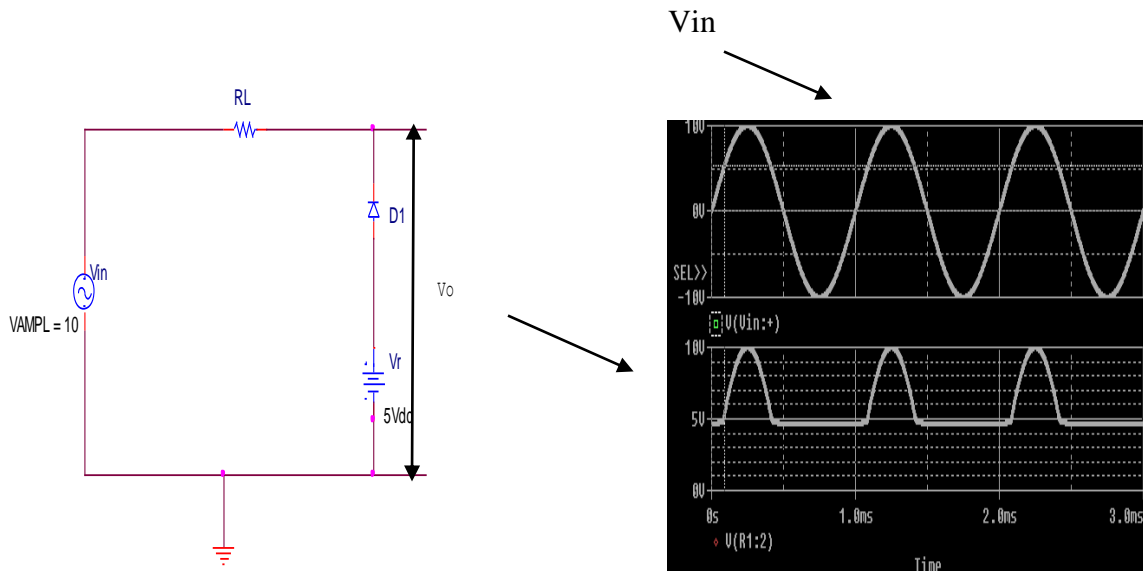 Vin
RL
D1
Vin
Vo
VAMPL = 10
Vr
5Vdc
10V
0V
SEL>>
-10V
V(Vin:+)
10V
5V
0V
0s 1.0ms 2.0ms 3.0ms
V(R1:2)
Time